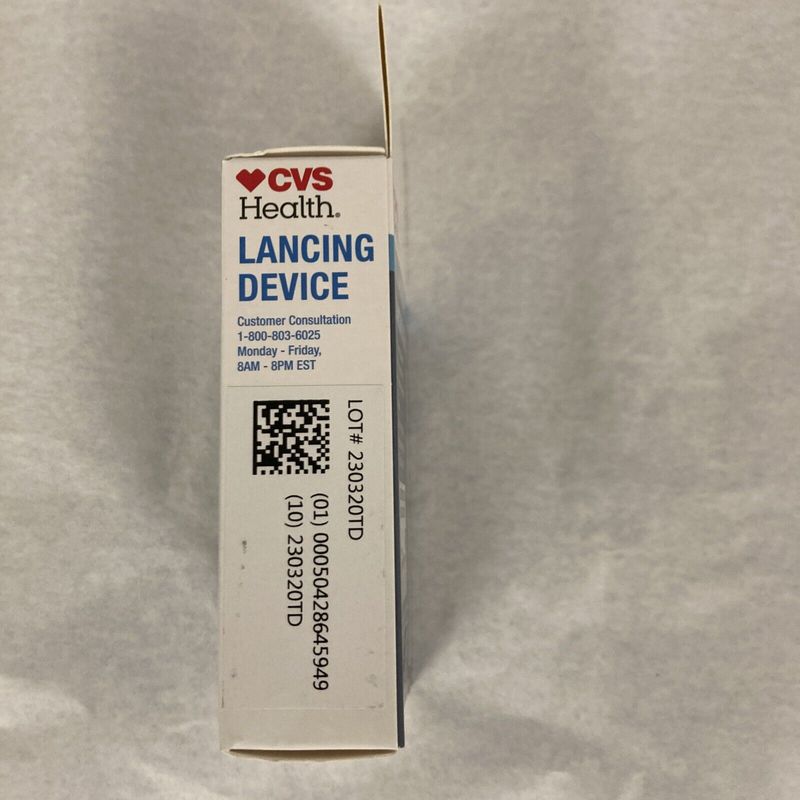 CVS
Health.
LANCING
DEVICE
Customer Consultation
1-800-803-6025
Monday - Friday,
8AM - 8PM EST
LOT# 230320TD
(01) 00050428645949
(10) 230320TD